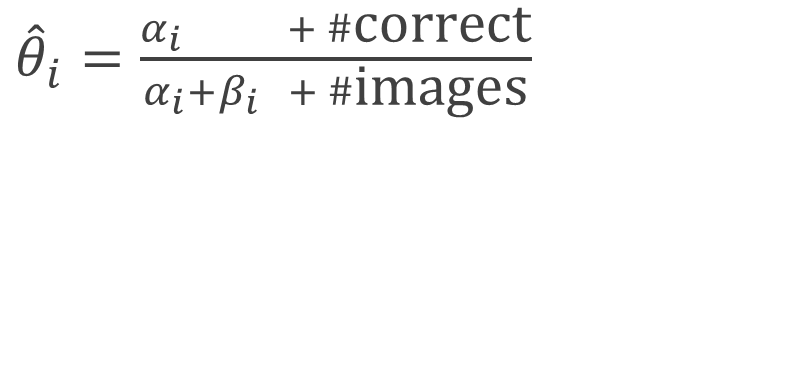 θ̂ᵢ = αᵢ + #correct
αᵢ+βᵢ + #images